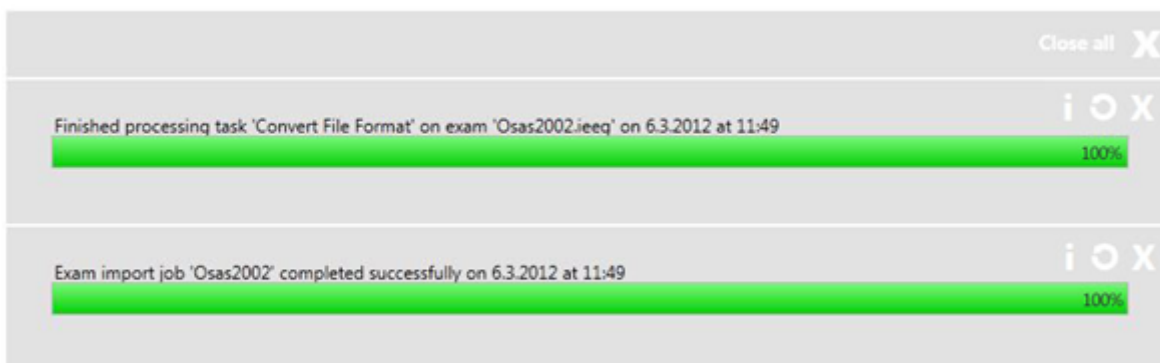 Close all X
i X
Finished processing task 'Convert File Format' on exam 'Osas2002.ieeg' on 6.3.2012 at 11:49
100%
i X
Exam import job 'Osas2002' completed successfully on 6.3.2012 at 11:49
100%